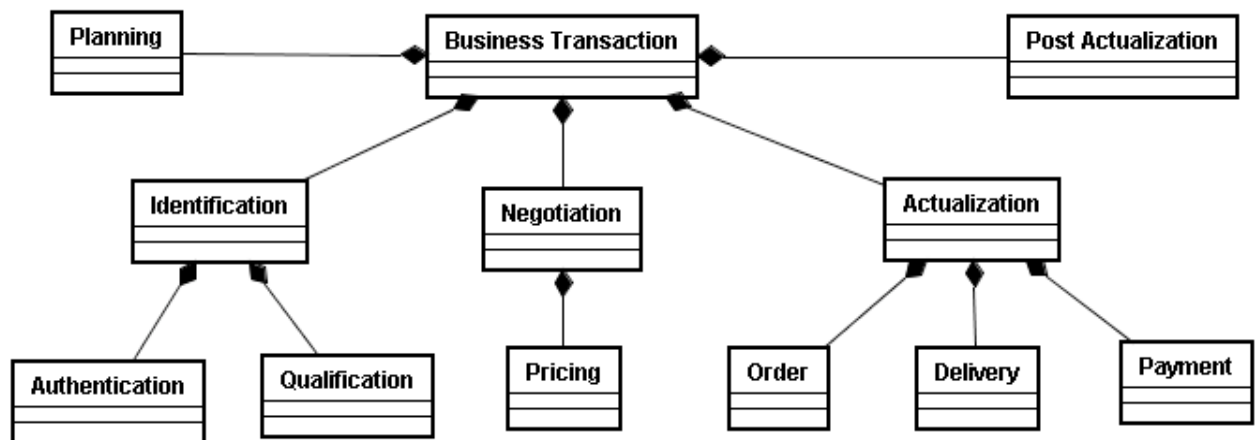 Planning
Business Transaction
Post Actualization
Identification
Negotiation
Actualization
Authentication
Qualification
Pricing
Order
Delivery
Payment